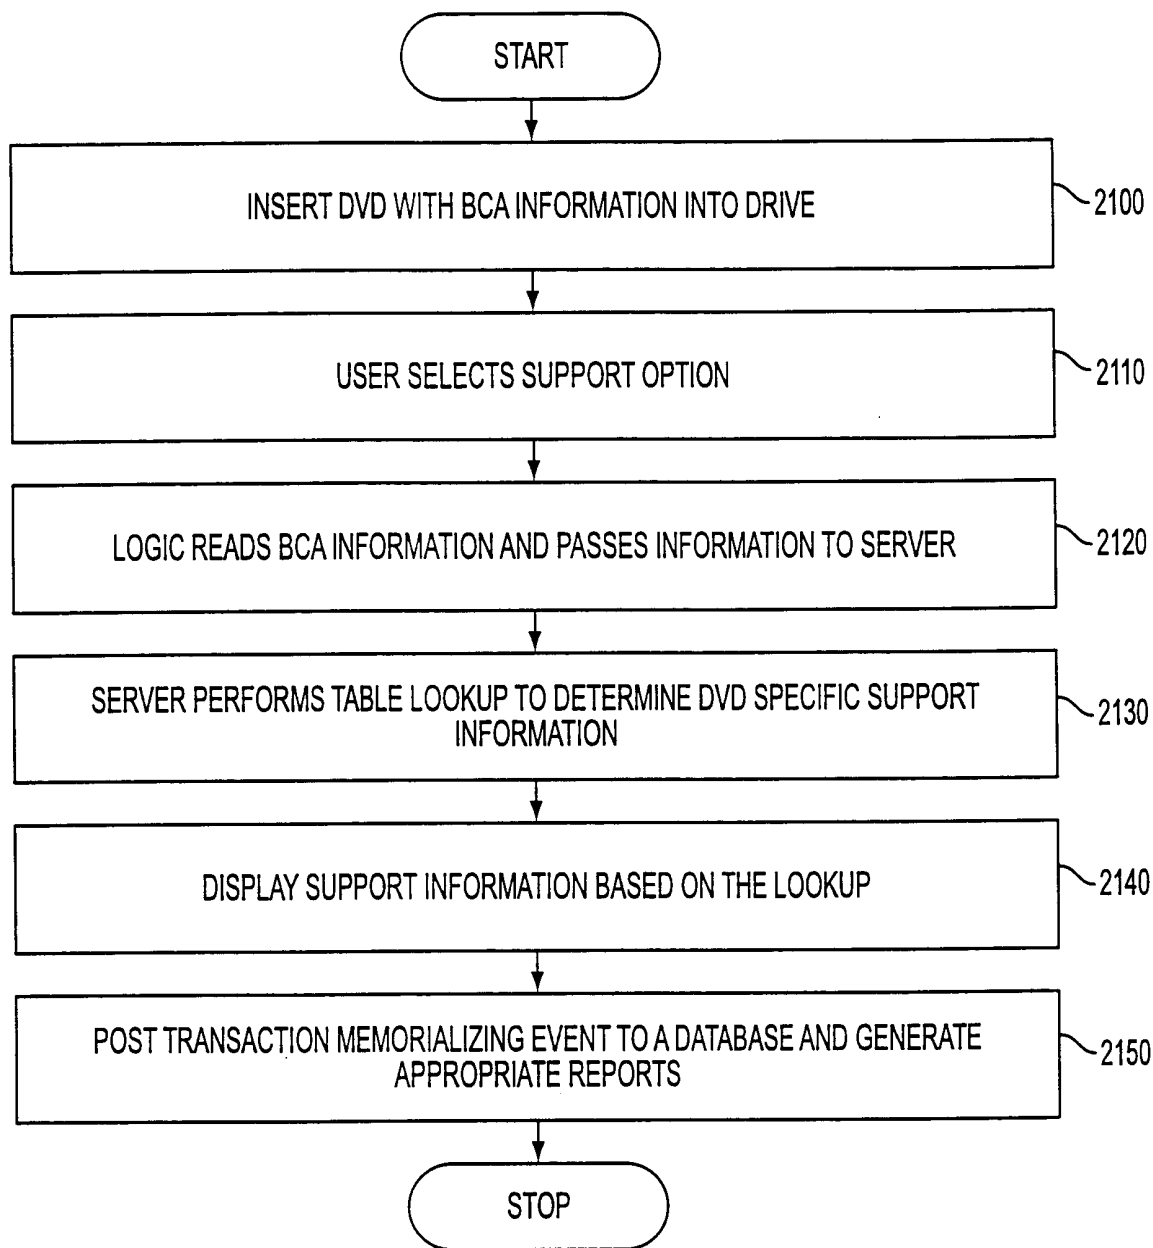 START
INSERT DVD WITH BCA INFORMATION INTO DRIVE
2100
USER SELECTS SUPPORT OPTION
2110
LOGIC READS BCA INFORMATION AND PASSES INFORMATION TO SERVER
2120
SERVER PERFORMS TABLE LOOKUP TO DETERMINE DVD SPECIFIC SUPPORT
INFORMATION
2130
DISPLAY SUPPORT INFORMATION BASED ON THE LOOKUP
2140
POST TRANSACTION MEMORIALIZING EVENT TO A DATABASE AND GENERATE
APPROPRIATE REPORTS
2150
STOP